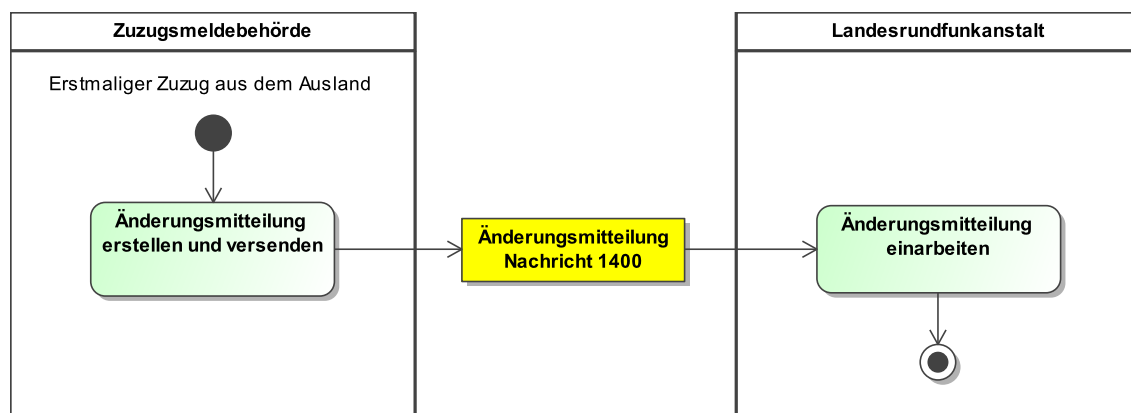 Zuzugsmeldebehörde
Landesrundfunkanstalt
Erstmaliger Zuzug aus dem Ausland
Änderungsmitteilung
erstellen und versenden
Änderungsmitteilung
Nachricht 1400
Änderungsmitteilung
einarbeiten